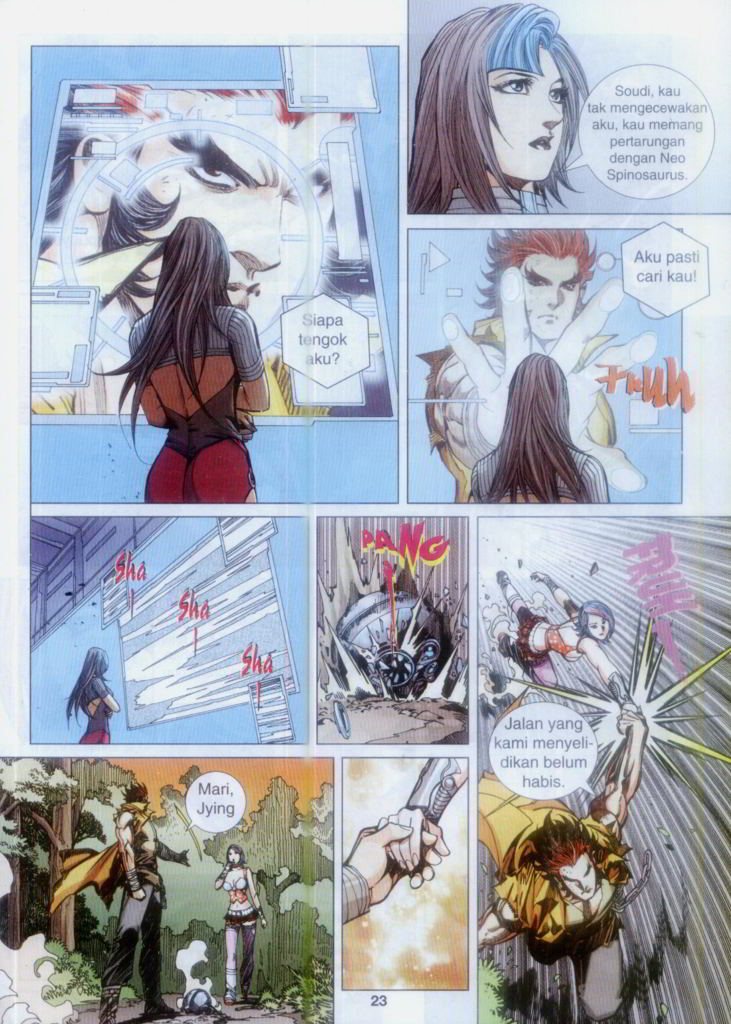 Siapa
tengok
aku?
Soudi, kau
tak mengecewakan
aku, kau memang
pertarungan
dengan Neo
Spinosaurus.
Aku pasti
cari kau!
Sha
Sha
Sha
PANG
Jalan yang
kami menyeli-
dikan belum
habis.
Mari,
Jying
23